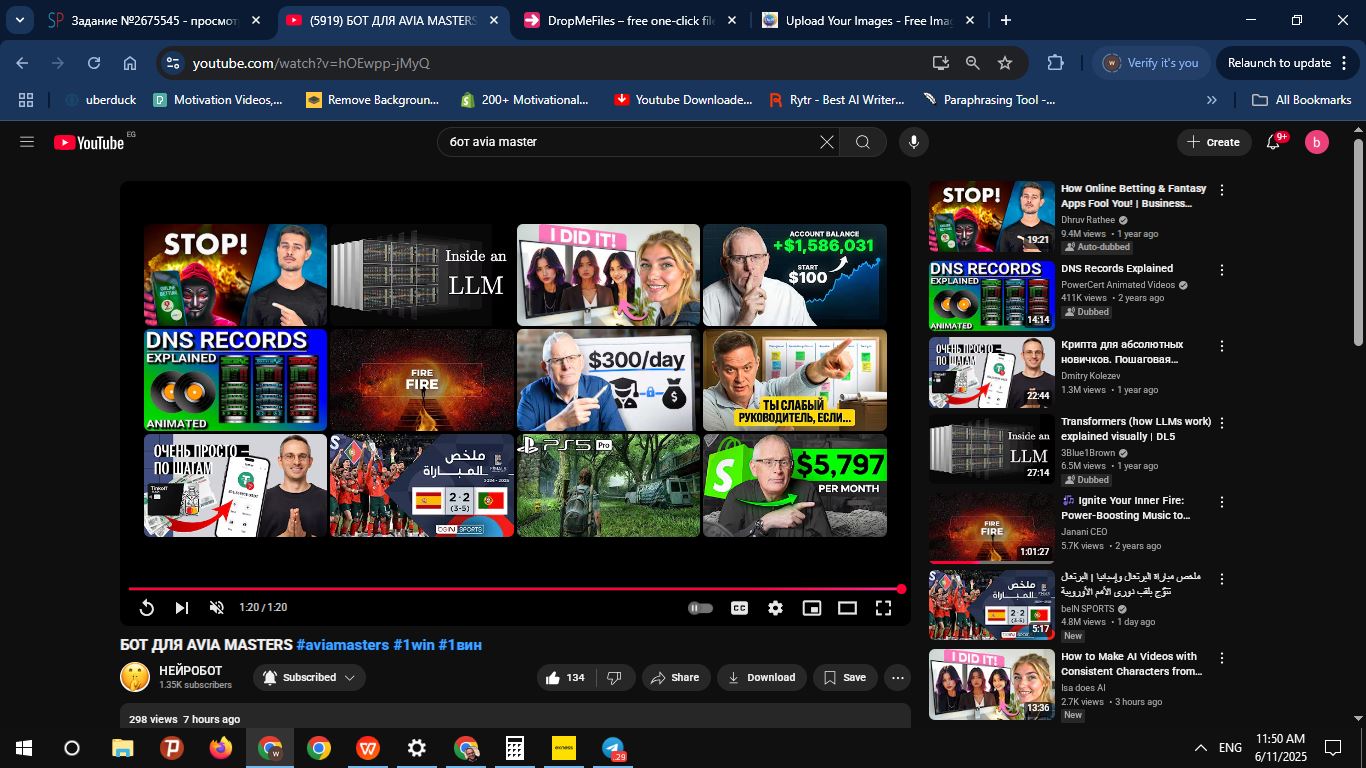 Задание №2675545 - просмотр
(5919) БОТ ДЛЯ AVIA MASTERS
DropMeFiles – free one-click file
Upload Your Images - Free Imag
youtube.com/watch?v=hOEwpp-jMyQ
Verify it's you
Relaunch to update
uberduck
Motivation Videos,...
Remove Backgroun...
200+ Motivational...
Youtube Downloade...
Rytr - Best AI Writer...
Paraphrasing Tool -...
All Bookmarks
YouTube EG
бот avia master
Create
9+
b
STOP!
ONLINE BETTING
Inside an
LLM
I DID IT!
ACCOUNT BALANCE
+$1,586,031
START
$100
DNS RECORDS
EXPLAINED
ANIMATED
FIRE
FIRE
$300/day
ТЫ СЛАБЫЙ
РУКОВОДИТЕЛЬ, ЕСЛИ...
ОЧЕНЬ ПРОСТО
ПО ШАГАМ
Tinkoff
ملخص
المباراة
2024 - 2025
2-2
(3-5)
beIN SPORTS
PS5 Pro
$5,797
PER MONTH
1:20 / 1:20
CC
БОТ ДЛЯ AVIA MASTERS #aviamasters #1win #1вин
НЕЙРОБОТ
1.35K subscribers
Subscribed
134
Share
Download
Save
298 views 7 hours ago
STOP!
19:21
How Online Betting & Fantasy
Apps Fool You! | Business...
Dhruv Rathee
9.4M views • 1 year ago
Auto-dubbed
DNS RECORDS
EXPLAINED
ANIMATED
14:14
DNS Records Explained
PowerCert Animated Videos
411K views • 2 years ago
Dubbed
ОЧЕНЬ ПРОСТО
ПО ШАГАМ
22:44
Крипта для абсолютных
новичков. Пошаговая...
Dmitry Kolezev
1.3M views • 1 year ago
Inside an
LLM
27:14
Transformers (how LLMs work)
explained visually | DL5
3Blue1Brown
6.5M views • 1 year ago
Dubbed
FIRE
FIRE
1:01:27
Ignite Your Inner Fire:
Power-Boosting Music to...
Janani CEO
5.7K views • 2 years ago
ملخص
المباراة
2-2
(3-5)
5:17
ملخص مباراة البرتغال وإسبانيا | البرتغال
تتوّج بلقب دوري الأمم الأوروبية
beIN SPORTS
4.8M views • 1 day ago
New
I DID IT!
13:36
How to Make AI Videos with
Consistent Characters from...
Isa does AI
2.7K views • 3 hours ago
New
exness
29
ENG
11:50 AM
6/11/2025